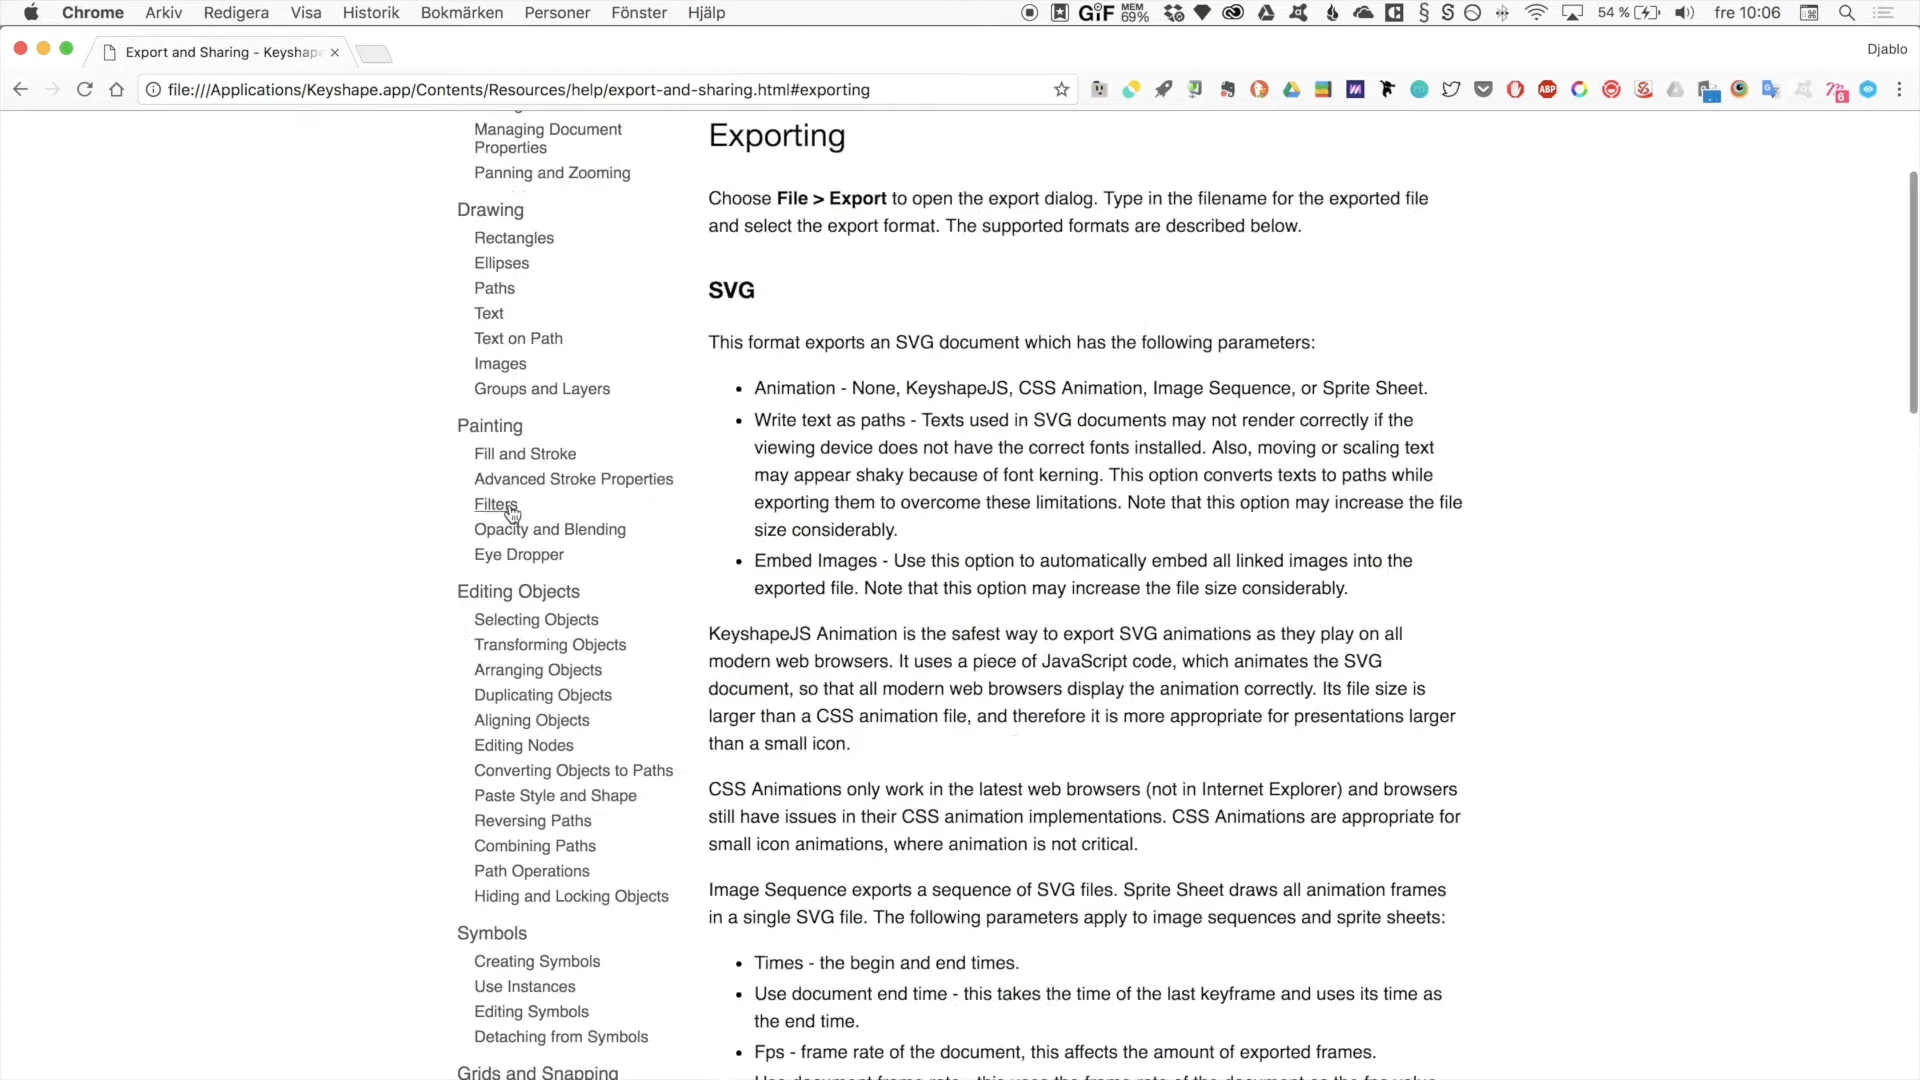 Chrome Arkiv Redigera Visa Historik Bokmärken Personer Fönster Hjälp GiF MEM 69% 54 % fre 10:06
Export and Sharing - Keyshape
Djablo
file:///Applications/Keyshape.app/Contents/Resources/help/export-and-sharing.html#exporting
ABP
6
Managing Document
Properties
Panning and Zooming
Drawing
Rectangles
Ellipses
Paths
Text
Text on Path
Images
Groups and Layers
Painting
Fill and Stroke
Advanced Stroke Properties
Filters
Opacity and Blending
Eye Dropper
Editing Objects
Selecting Objects
Transforming Objects
Arranging Objects
Duplicating Objects
Aligning Objects
Editing Nodes
Converting Objects to Paths
Paste Style and Shape
Reversing Paths
Combining Paths
Path Operations
Hiding and Locking Objects
Symbols
Creating Symbols
Use Instances
Editing Symbols
Detaching from Symbols
Grids and Snapping
Exporting
Choose File > Export to open the export dialog. Type in the filename for the exported file
and select the export format. The supported formats are described below.
SVG
This format exports an SVG document which has the following parameters:
• Animation - None, KeyshapeJS, CSS Animation, Image Sequence, or Sprite Sheet.
• Write text as paths - Texts used in SVG documents may not render correctly if the
viewing device does not have the correct fonts installed. Also, moving or scaling text
may appear shaky because of font kerning. This option converts texts to paths while
exporting them to overcome these limitations. Note that this option may increase the file
size considerably.
• Embed Images - Use this option to automatically embed all linked images into the
exported file. Note that this option may increase the file size considerably.
KeyshapeJS Animation is the safest way to export SVG animations as they play on all
modern web browsers. It uses a piece of JavaScript code, which animates the SVG
document, so that all modern web browsers display the animation correctly. Its file size is
larger than a CSS animation file, and therefore it is more appropriate for presentations larger
than a small icon.
CSS Animations only work in the latest web browsers (not in Internet Explorer) and browsers
still have issues in their CSS animation implementations. CSS Animations are appropriate for
small icon animations, where animation is not critical.
Image Sequence exports a sequence of SVG files. Sprite Sheet draws all animation frames
in a single SVG file. The following parameters apply to image sequences and sprite sheets:
• Times - the begin and end times.
• Use document end time - this takes the time of the last keyframe and uses its time as
the end time.
• Fps - frame rate of the document, this affects the amount of exported frames.